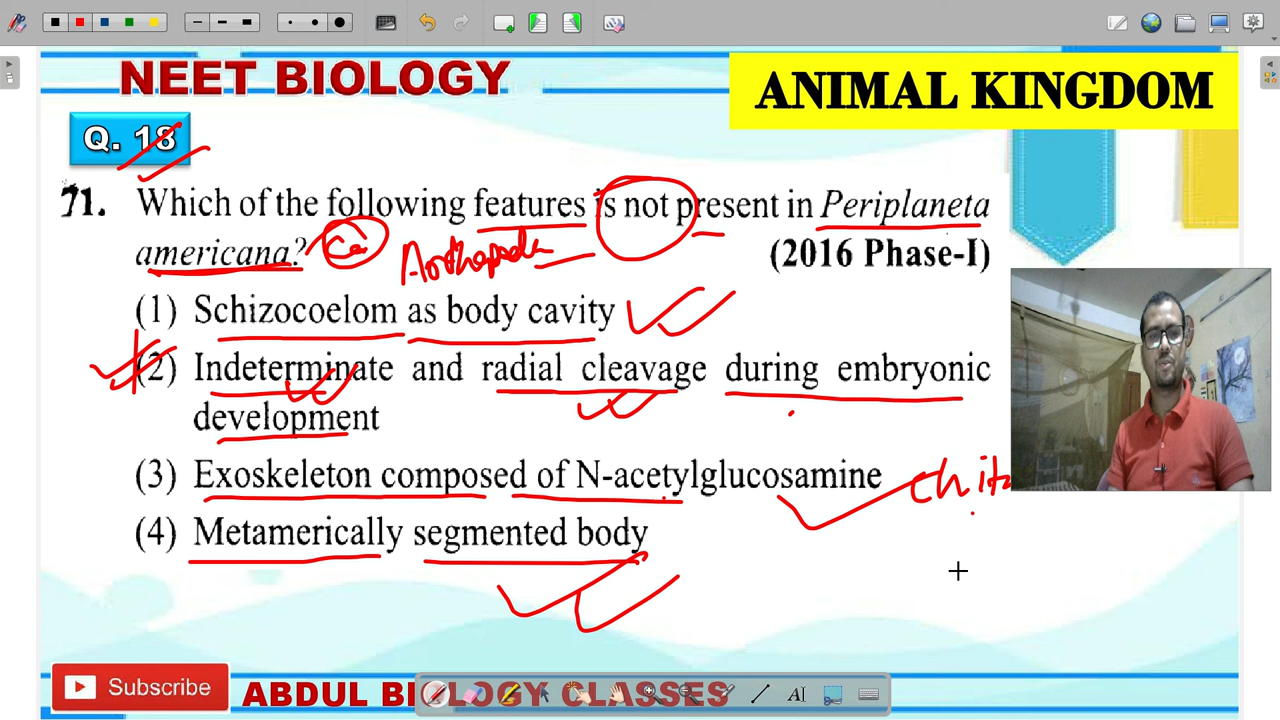 NEET BIOLOGY
ANIMAL KINGDOM
Q. 18
71. Which of the following features is not present in Periplaneta
americana?
Arthropoda
(2016 Phase-I)
(1) Schizocoelom as body cavity
(2) Indeterminate and radial cleavage during embryonic
development
(3) Exoskeleton composed of N-acetylglucosamine
(4) Metamerically segmented body
Subscribe
ABDUL BIOLOGY CLASSES